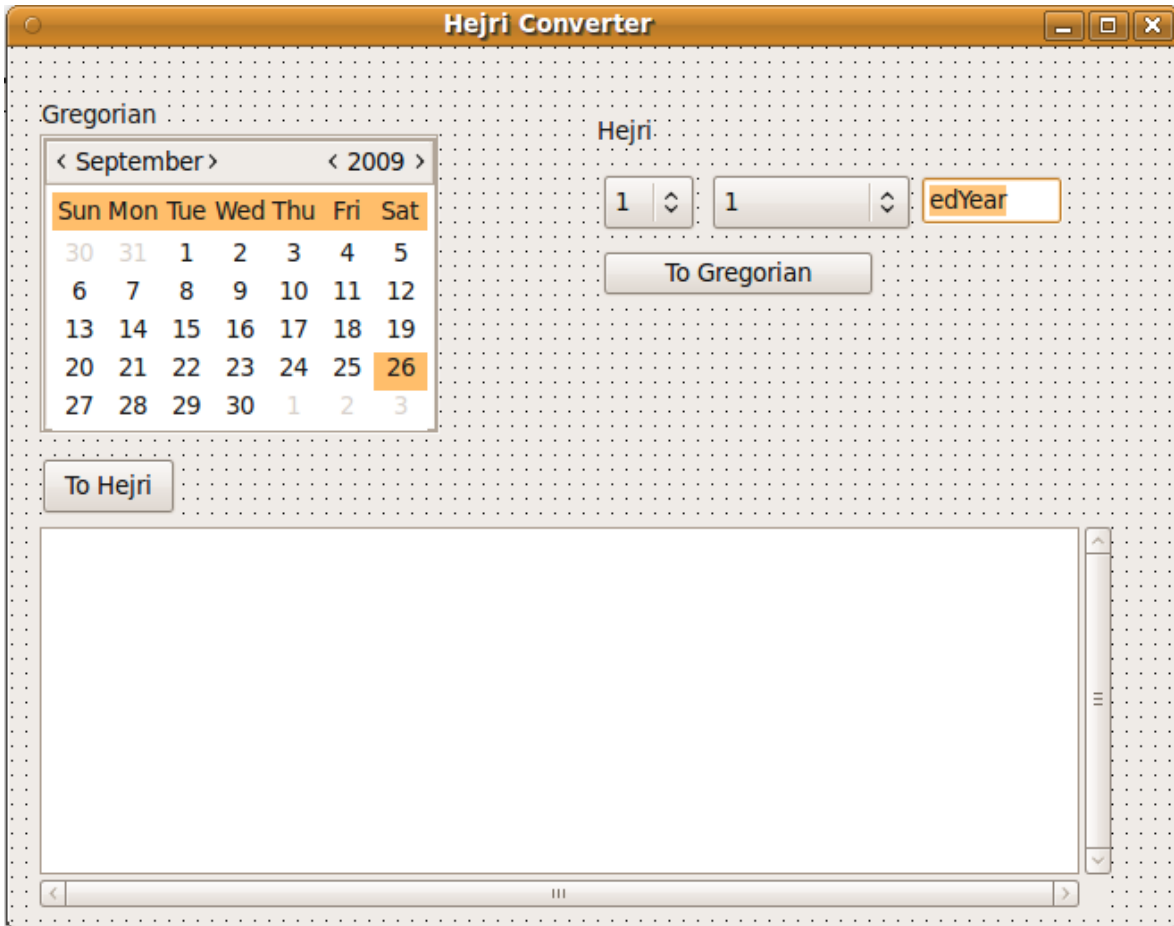 Hejri Converter
Gregorian
Hejri
< September > < 2009 >
1 1 edYear
Sun Mon Tue Wed Thu Fri Sat
30 31 1 2 3 4 5
To Gregorian
6 7 8 9 10 11 12
13 14 15 16 17 18 19
20 21 22 23 24 25 26
27 28 29 30 1 2 3
To Hejri